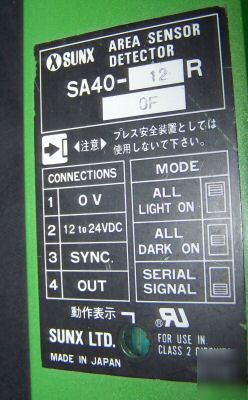 SUNX AREA SENSOR
DETECTOR
SA40-12 R
OF
◀注意▶ プレス安全装置としては
使用しないで下さい。
CONNECTIONS
1 0 V
2 12 to 24VDC
3 SYNC.
4 OUT
MODE
ALL
LIGHT ON
ALL
DARK ON
SERIAL
SIGNAL
動作表示
SUNX LTD.
MADE IN JAPAN
FOR USE IN
CLASS 2